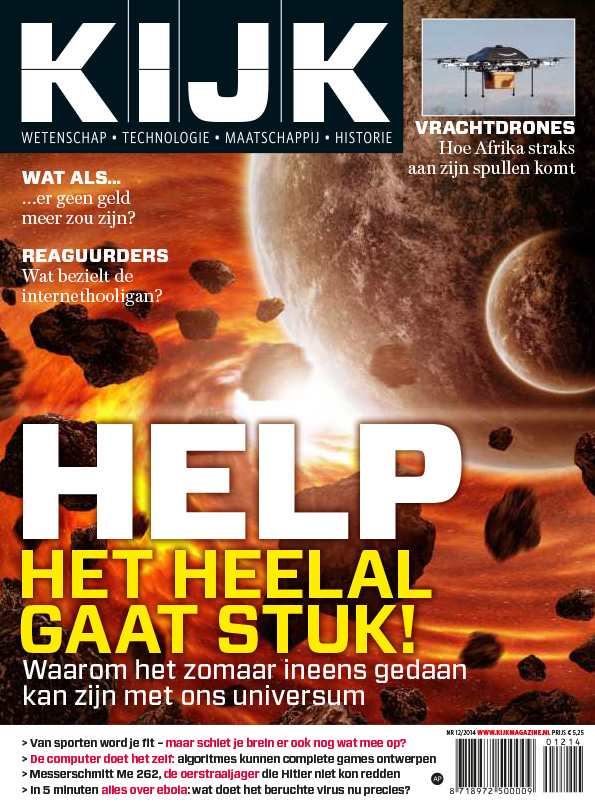 KIJK
WETENSCHAP • TECHNOLOGIE • MAATSCHAPPIJ • HISTORIE
VRACHTDRONES
Hoe Afrika straks
aan zijn spullen komt
WAT ALS...
...er geen geld
meer zou zijn?
REAGUURDERS
Wat bezielt de
internethooligan?
HELP
HET HEELAL
GAAT STUK!
Waarom het zomaar ineens gedaan
kan zijn met ons universum
> Van sporten word je fit – maar schiet je brein er ook nog wat mee op?
> De computer doet het zelf: algoritmes kunnen complete games ontwerpen
> Messerschmitt Me 262, de oerstraaljager die Hitler niet kon redden
> In 5 minuten alles over ebola: wat doet het beruchte virus nu precies?
AP
NR 12/2014 WWW.KIJKMAGAZINE.NL PRIJS € 5,25
01214
8 718972 500009